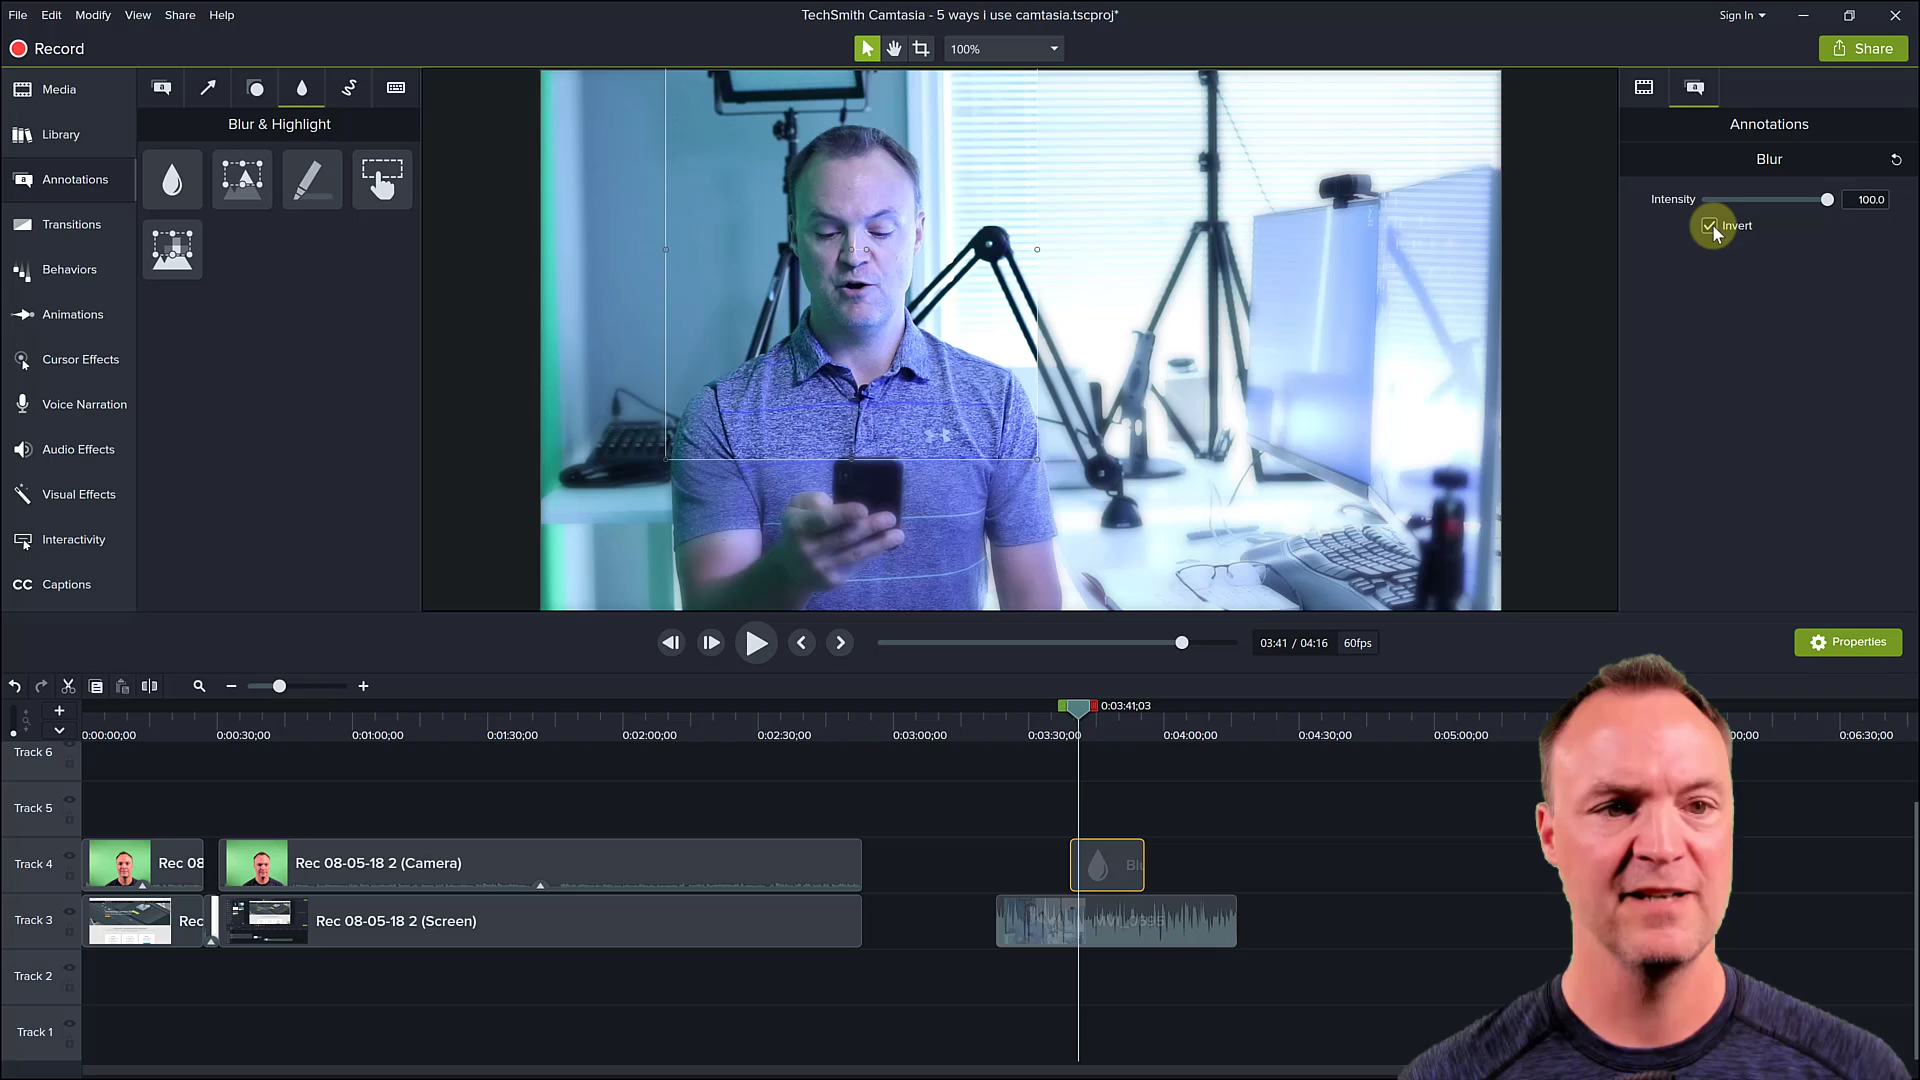 File Edit Modify View Share Help
TechSmith Camtasia - 5 ways i use camtasia.tscproj*
Sign In
Record
100%
Share
Media
Library
Annotations
Transitions
Behaviors
Animations
Cursor Effects
Voice Narration
Audio Effects
Visual Effects
Interactivity
CC Captions
Blur & Highlight
Annotations
Blur
Intensity 100.0
Invert
03:41 / 04:16 60fps
Properties
0:03:41;03
0:00:00;00 0:00:30;00 0:01:00;00 0:01:30;00 0:02:00;00 0:02:30;00 0:03:00;00 0:03:30;00 0:04:00;00 0:04:30;00 0:05:00;00 00;00 0:06:30;00
Track 6
Track 5
Track 4 Rec 08 Rec 08-05-18 2 (Camera) Blu
Track 3 Rec Rec 08-05-18 2 (Screen)
Track 2
Track 1